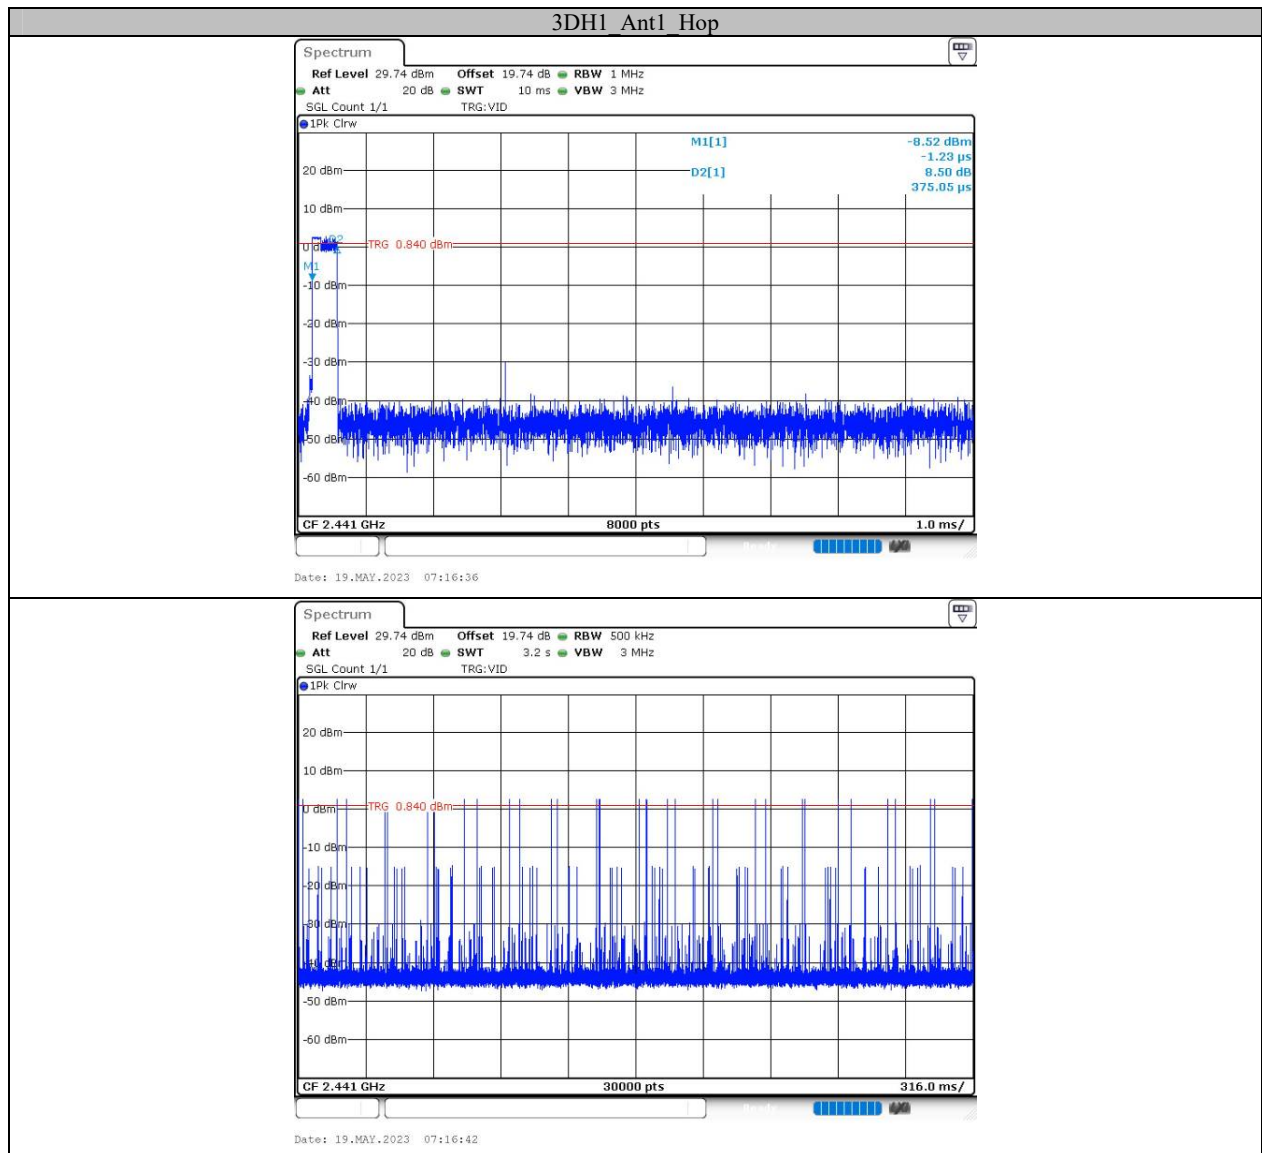 3DH1_Ant1_Hop
Spectrum
Ref Level 29.74 dBm Offset 19.74 dB RBW 1 MHz
Att 20 dB SWT 10 ms VBW 3 MHz
SGL Count 1/1 TRG:VID
1Pk Clrw
M1[1] -8.52 dBm
-1.23 µs
20 dBm
D2[1] 8.50 dB
375.05 µs
10 dBm
D2
0 dBm
TRG 0.840 dBm
M1
-10 dBm
-20 dBm
-30 dBm
-40 dBm
-50 dBm
-60 dBm
CF 2.441 GHz 8000 pts 1.0 ms/
Date: 19.MAY.2023 07:16:36
Spectrum
Ref Level 29.74 dBm Offset 19.74 dB RBW 500 kHz
Att 20 dB SWT 3.2 s VBW 3 MHz
SGL Count 1/1 TRG:VID
1Pk Clrw
20 dBm
10 dBm
0 dBm
TRG 0.840 dBm
-10 dBm
-20 dBm
-30 dBm
-40 dBm
-50 dBm
-60 dBm
CF 2.441 GHz 30000 pts 316.0 ms/
Date: 19.MAY.2023 07:16:42